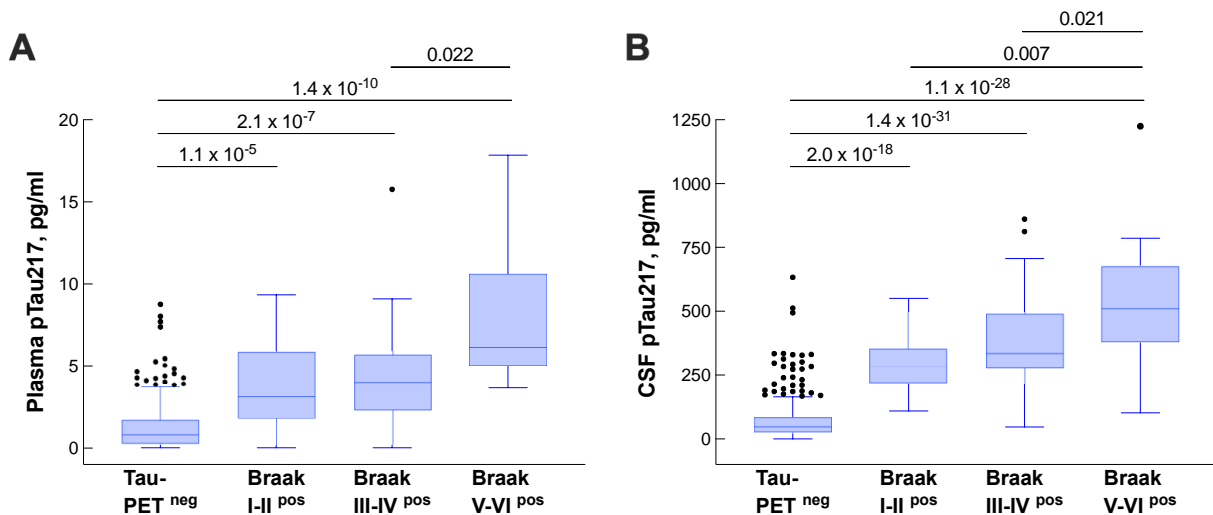 A
0.022
1.4 x 10⁻¹⁰
2.1 x 10⁻⁷
1.1 x 10⁻⁵
Plasma pTau217, pg/ml
20
15
10
5
0
Tau-
PET neg
Braak
I-II pos
Braak
III-IV pos
Braak
V-VI pos
B
0.021
0.007
1.1 x 10⁻²⁸
1.4 x 10⁻³¹
2.0 x 10⁻¹⁸
CSF pTau217, pg/ml
1250
1000
750
500
250
0
Tau-
PET neg
Braak
I-II pos
Braak
III-IV pos
Braak
V-VI pos